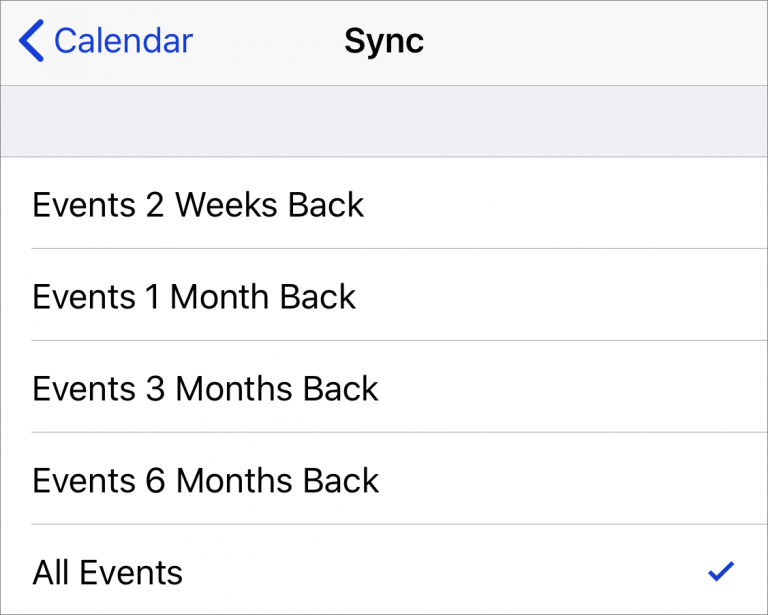 Calendar
Sync
Events 2 Weeks Back
Events 1 Month Back
Events 3 Months Back
Events 6 Months Back
All Events